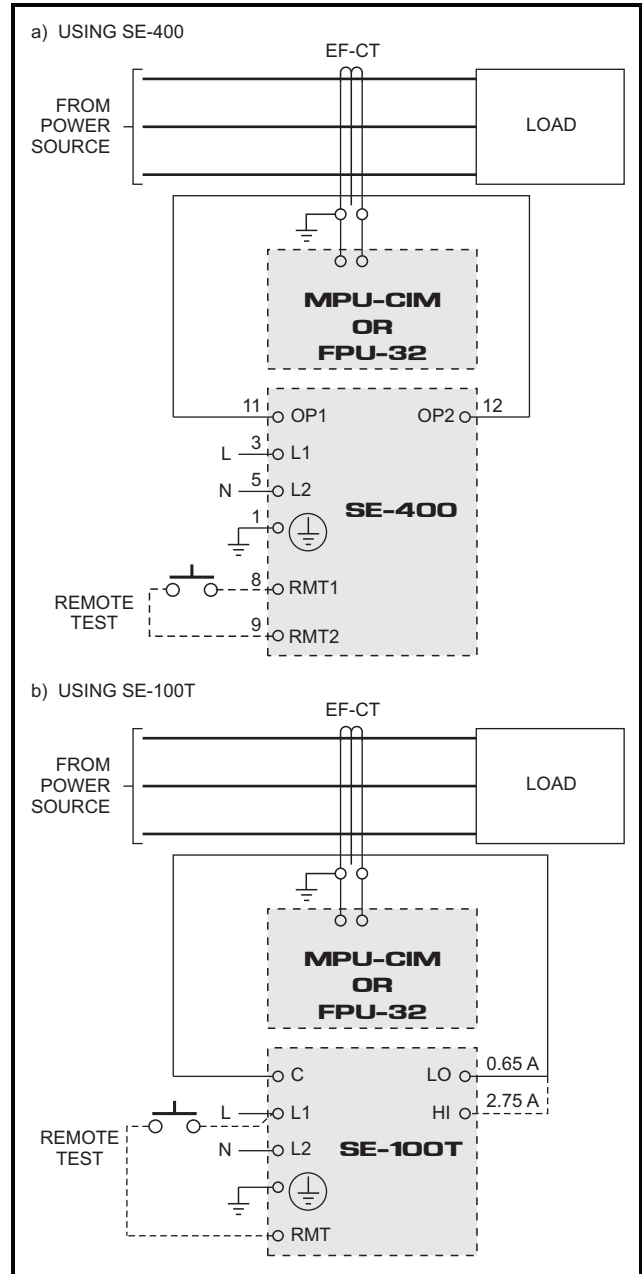 a) USING SE-400
EF-CT
FROM
POWER
SOURCE
LOAD
MPU-CIM
OR
FPU-32
11 OP1 OP2 12
L 3 L1
N 5 L2
SE-400
1
8 RMT1
REMOTE
TEST
9 RMT2
b) USING SE-100T
EF-CT
FROM
POWER
SOURCE
LOAD
MPU-CIM
OR
FPU-32
C LO 0.65 A
L L1 HI 2.75 A
REMOTE
TEST
N L2 SE-100T
RMT